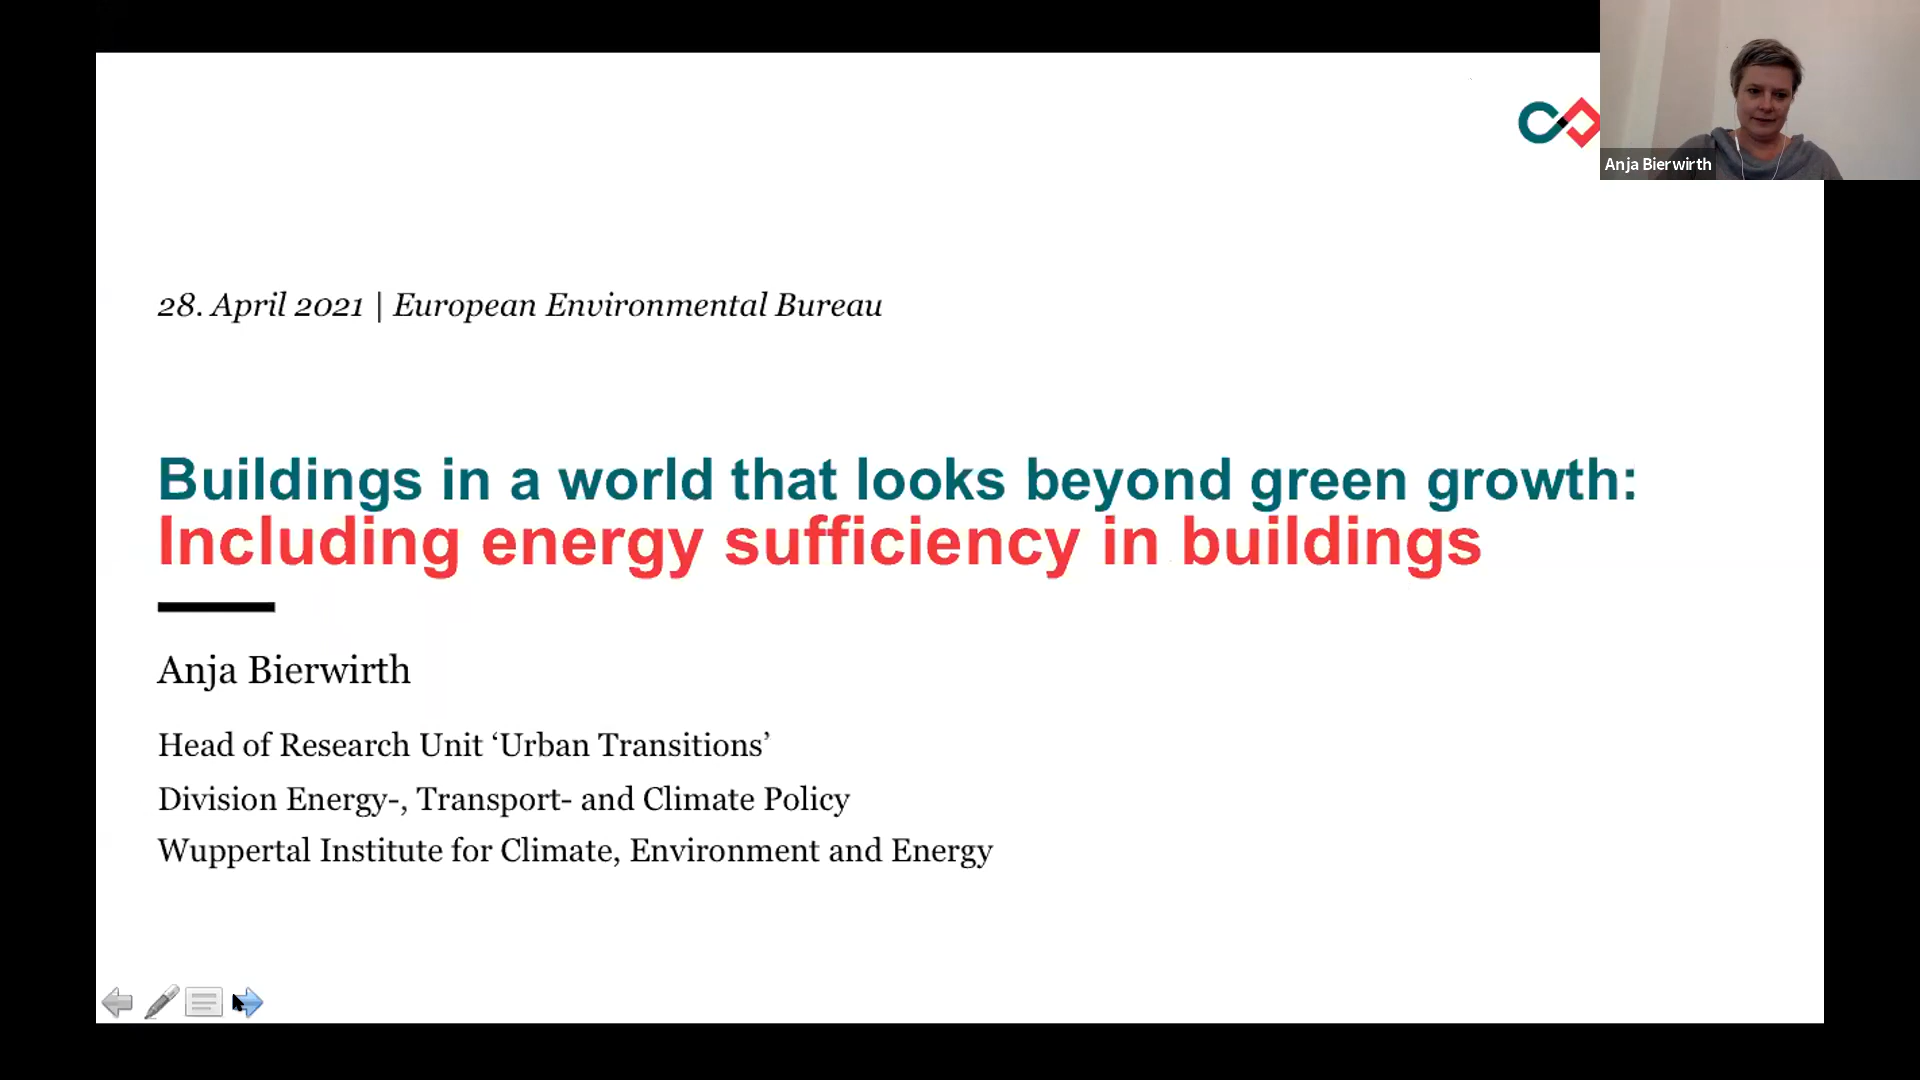 Anja Bierwirth
28. April 2021 | European Environmental Bureau
Buildings in a world that looks beyond green growth:
Including energy sufficiency in buildings
Anja Bierwirth
Head of Research Unit ‘Urban Transitions’
Division Energy-, Transport- and Climate Policy
Wuppertal Institute for Climate, Environment and Energy